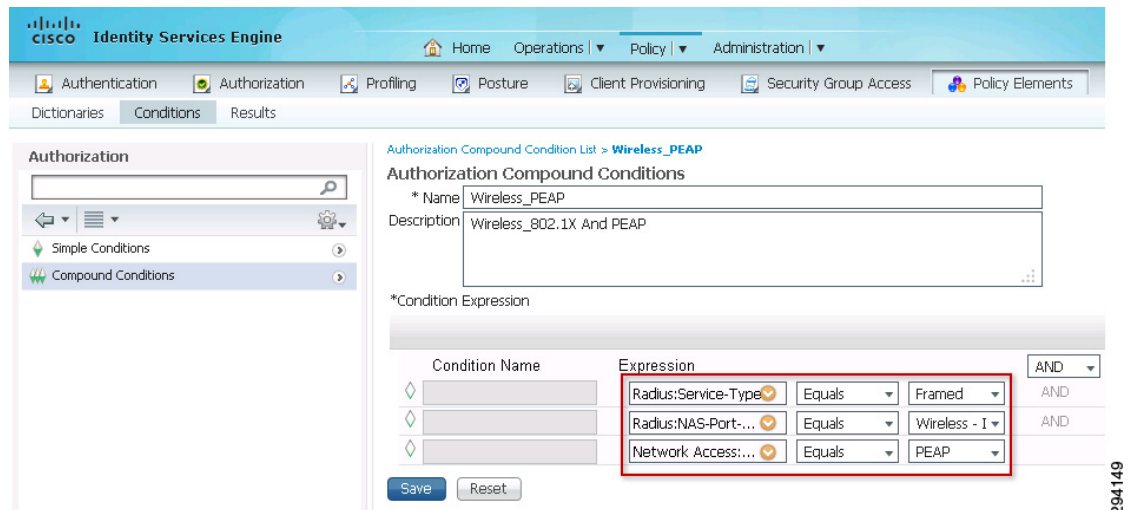 cisco Identity Services Engine
Home Operations | Policy | Administration |
Authentication Authorization Profiling Posture Client Provisioning Security Group Access Policy Elements
Dictionaries Conditions Results
Authorization
Simple Conditions
Compound Conditions
Authorization Compound Condition List > Wireless_PEAP
Authorization Compound Conditions
* Name Wireless_PEAP
Description Wireless_802.1X And PEAP
*Condition Expression
Condition Name Expression AND
Radius:Service-Type Equals Framed AND
Radius:NAS-Port-... Equals Wireless - I AND
Network Access:... Equals PEAP
Save Reset
294149